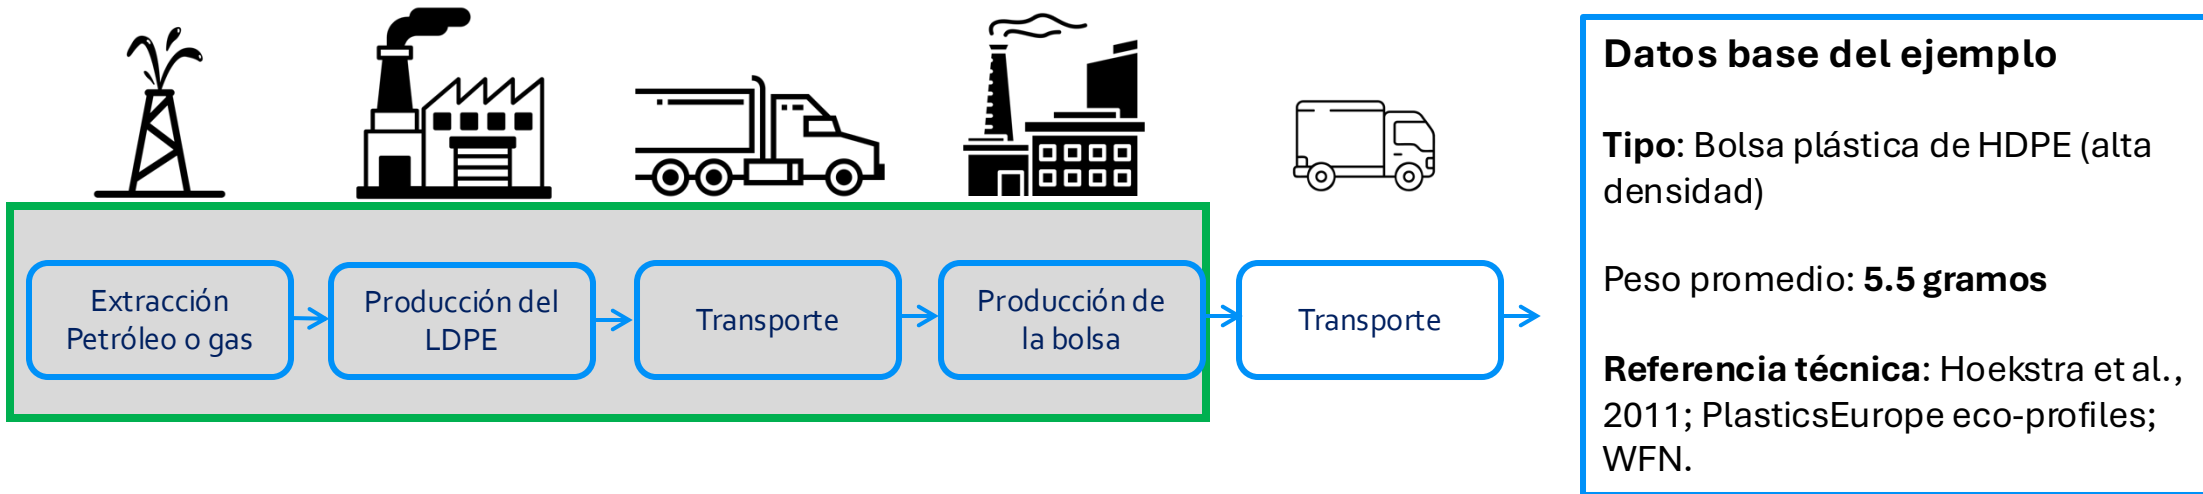 Extracción
Petróleo o gas
Producción del
LDPE
Transporte
Producción de
la bolsa
Transporte
Datos base del ejemplo
Tipo: Bolsa plástica de HDPE (alta
densidad)
Peso promedio: 5.5 gramos
Referencia técnica: Hoekstra et al.,
2011; PlasticsEurope eco-profiles;
WFN.